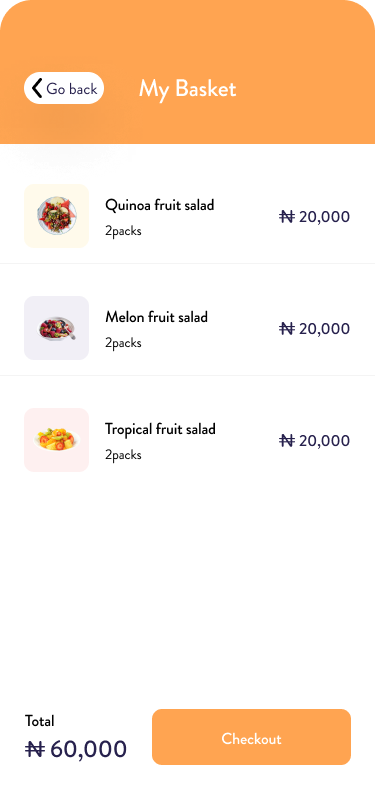 Go back
My Basket
Quinoa fruit salad
2packs
₦ 20,000
Melon fruit salad
2packs
₦ 20,000
Tropical fruit salad
2packs
₦ 20,000
Total
₦ 60,000
Checkout